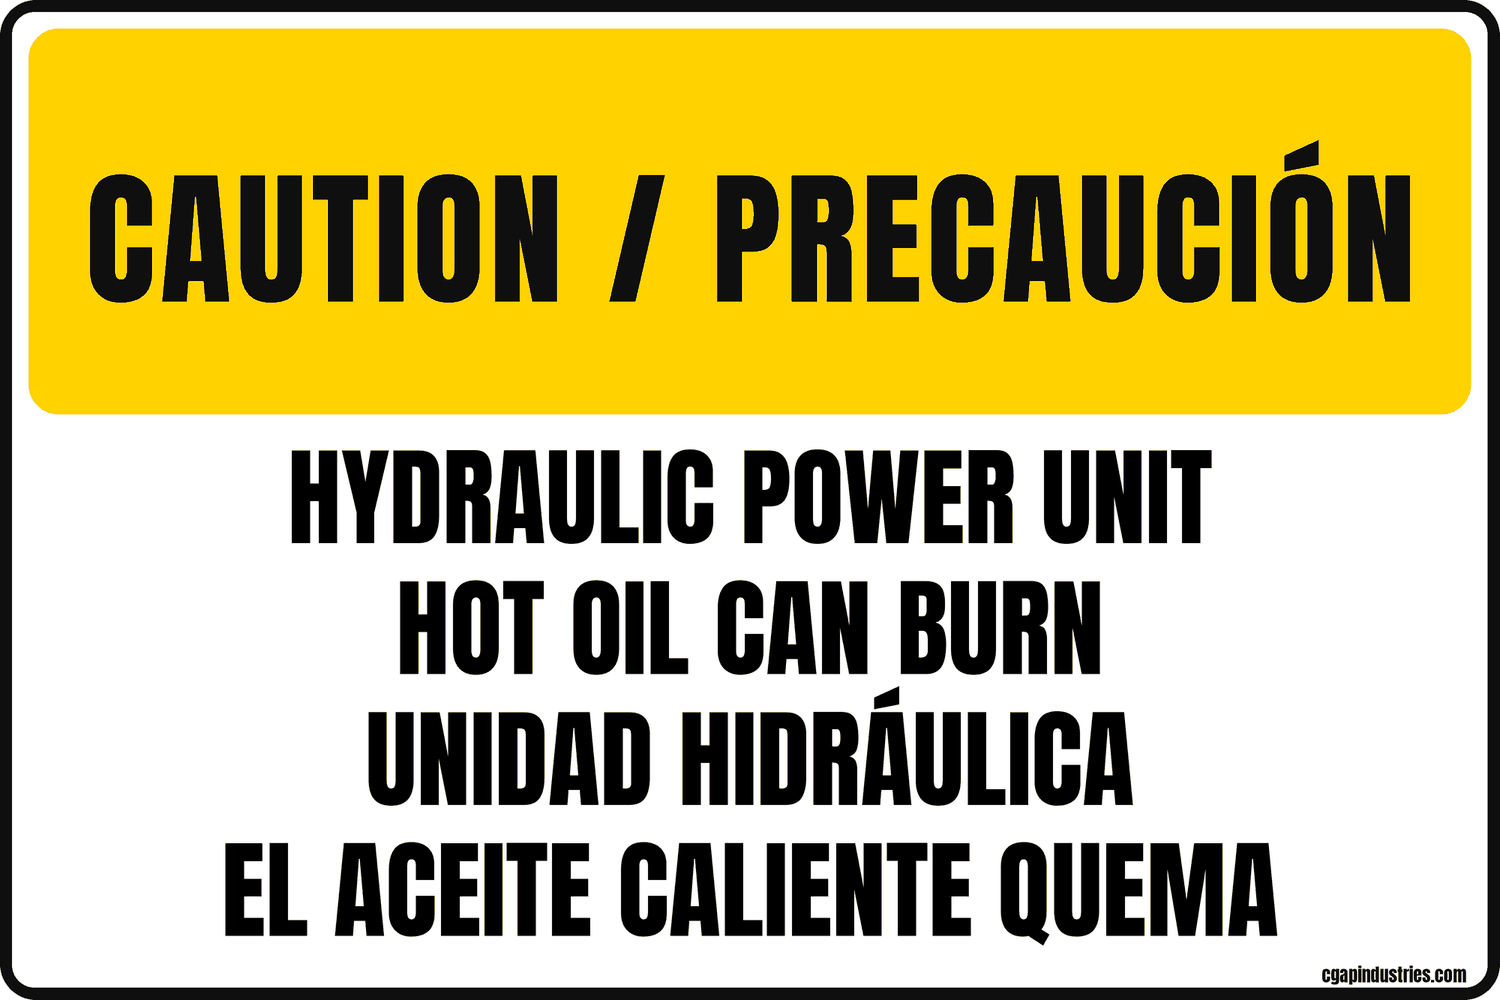 CAUTION / PRECAUCIÓN
HYDRAULIC POWER UNIT
HOT OIL CAN BURN
UNIDAD HIDRÁULICA
EL ACEITE CALIENTE QUEMA
cgapindustries.com